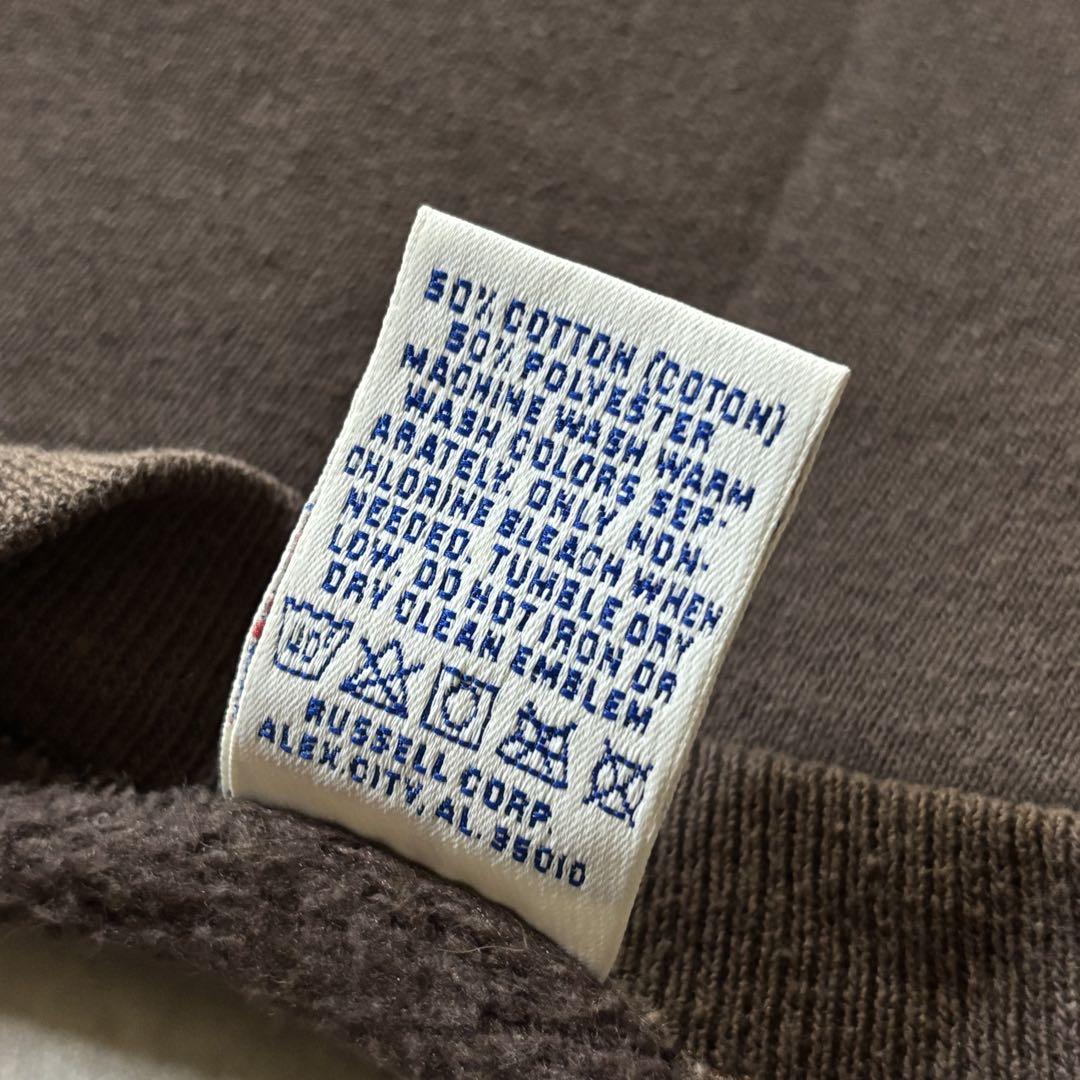 50% COTTON (COTON)
50% POLYESTER
MACHINE WASH WARM
WASH COLORS SEP-
ARATELY. ONLY NON-
CHLORINE BLEACH WHEN
NEEDED. TUMBLE DRY
LOW. DO NOT IRON OR
DRY CLEAN EMBLEM
40°
RUSSELL CORP.
ALEX. CITY, AL. 35010